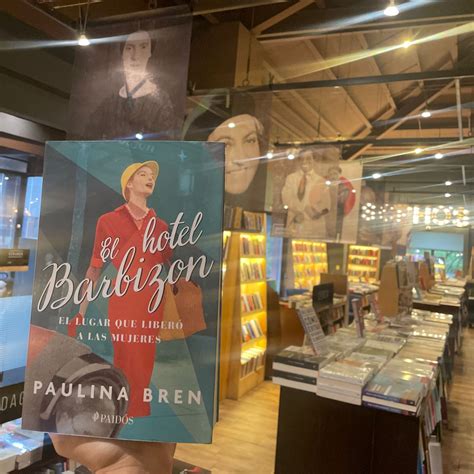 El hotel
Barbizon
EL LUGAR QUE LIBERÓ
A LAS MUJERES
PAULINA BREN
PAIDÓS